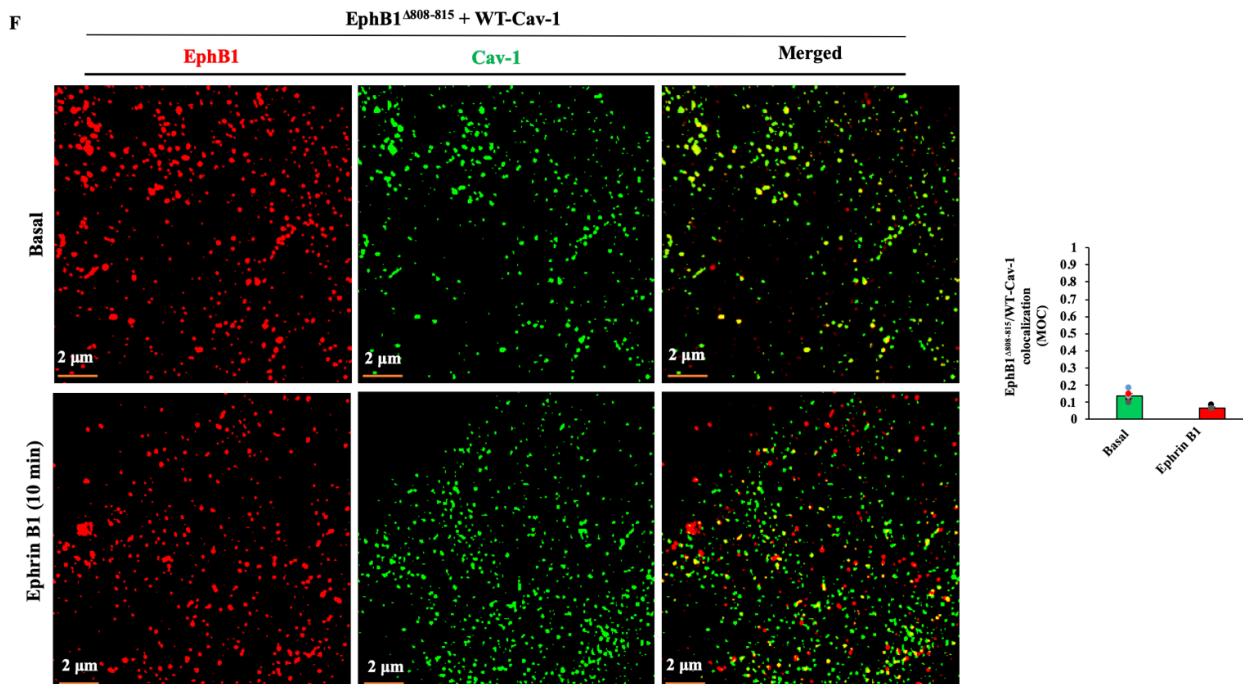 F
EphB1Δ808-815 + WT-Cav-1
EphB1
Cav-1
Merged
Basal
2 μm
2 μm
2 μm
Ephrin B1 (10 min)
2 μm
2 μm
2 μm
EphB1Δ808-815/WT-Cav-1
colocalization
(MOC)
1
0.9
0.8
0.7
0.6
0.5
0.4
0.3
0.2
0.1
0
Basal
Ephrin B1